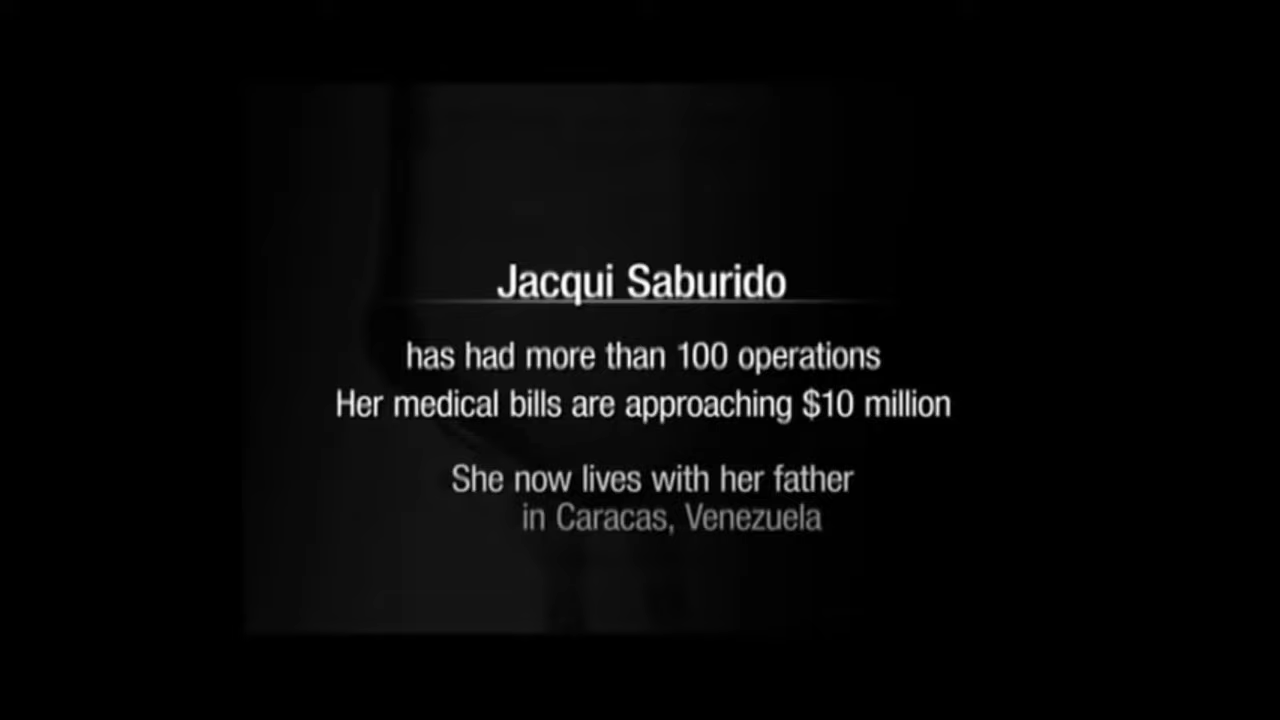 Jacqui Saburido
has had more than 100 operations
Her medical bills are approaching $10 million
She now lives with her father
in Caracas, Venezuela